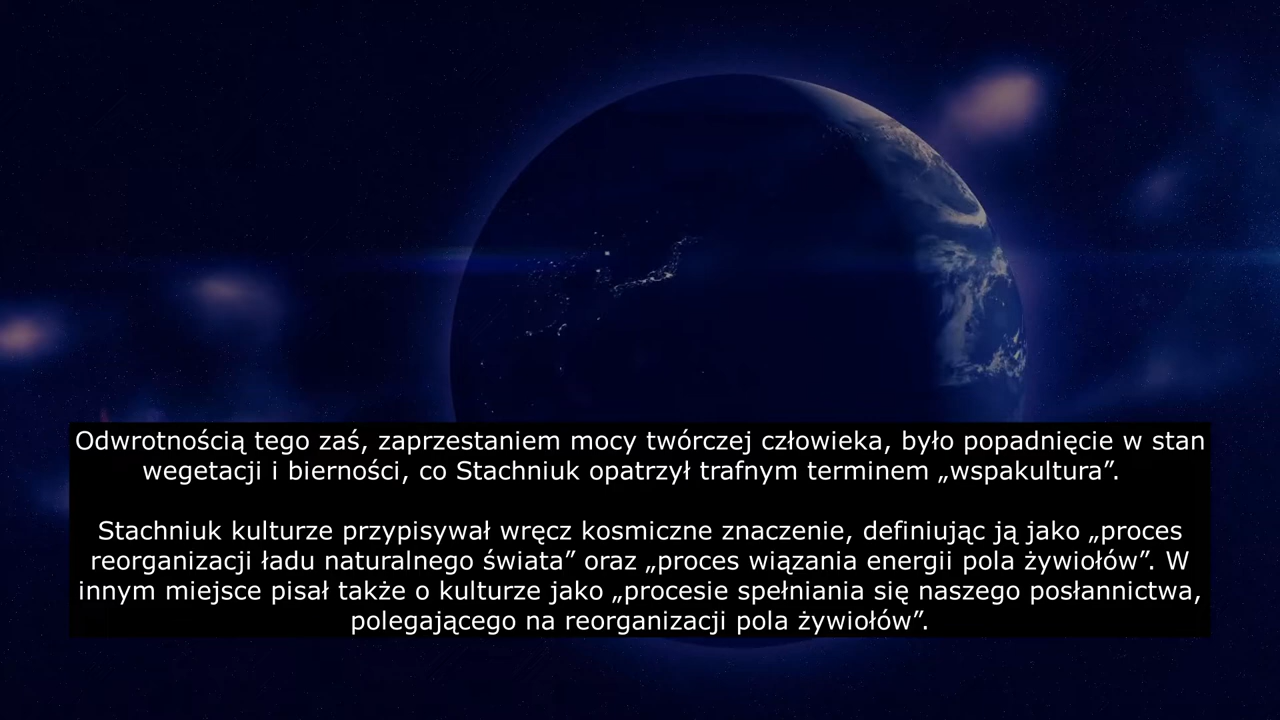 Odwrotnością tego zaś, zaprzestaniem mocy twórczej człowieka, było popadnięcie w stan
wegetacji i bierności, co Stachniuk opatrzył trafnym terminem „wspakultura”.
Stachniuk kulturze przypisywał wręcz kosmiczne znaczenie, definiując ją jako „proces
reorganizacji ładu naturalnego świata” oraz „proces wiązania energii pola żywiołów”. W
innym miejsce pisał także o kulturze jako „procesie spełniania się naszego posłannictwa,
polegającego na reorganizacji pola żywiołów”.